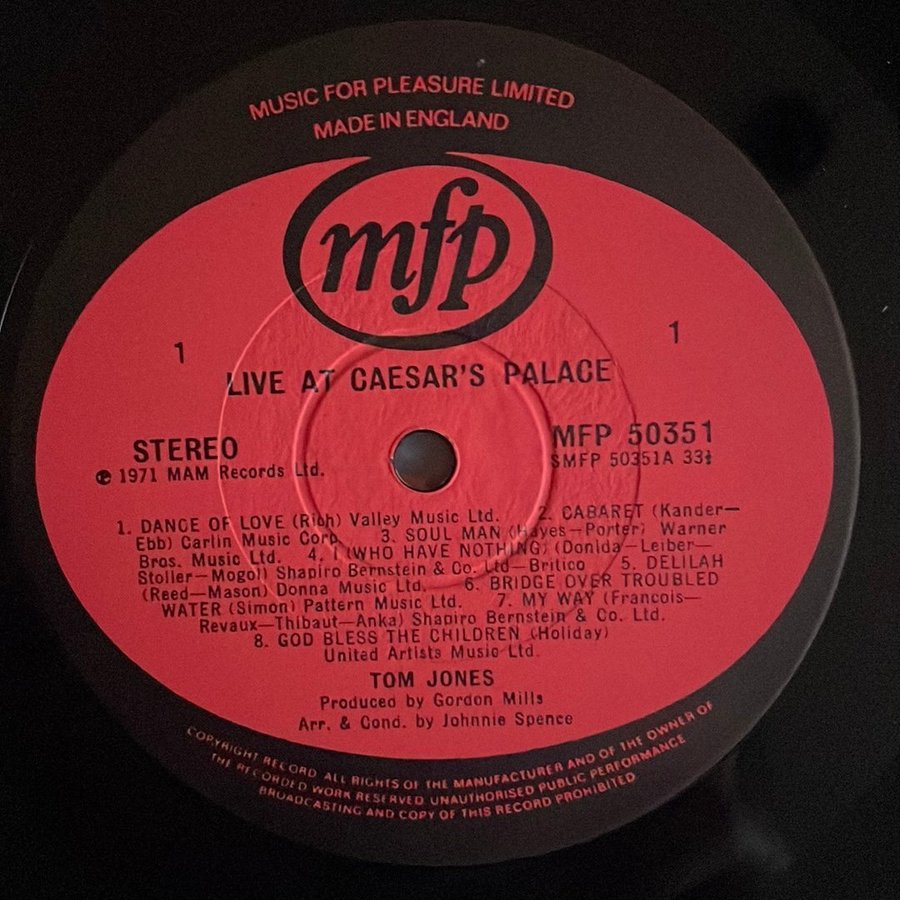 MUSIC FOR PLEASURE LIMITED
MADE IN ENGLAND
mfp
1 1
LIVE AT CAESAR'S PALACE
STEREO MFP 50351
℗ 1971 MAM Records Ltd. SMFP 50351A 33⅓
1. DANCE OF LOVE (Rich) Valley Music Ltd. 2. CABARET (Kander—
Ebb) Carlin Music Corp. 3. SOUL MAN (Hayes—Porter) Warner
Bros. Music Ltd. 4. I (WHO HAVE NOTHING) (Donida—Leiber—
Stoller—Mogol) Shapiro Bernstein & Co. Ltd—Britico 5. DELILAH
(Reed—Mason) Donna Music Ltd. 6. BRIDGE OVER TROUBLED
WATER (Simon) Pattern Music Ltd. 7. MY WAY (Francois—
Revaux—Thibaut—Anka) Shapiro Bernstein & Co. Ltd.
8. GOD BLESS THE CHILDREN (Holiday)
United Artists Music Ltd.
TOM JONES
Produced by Gordon Mills
Arr. & Cond. by Johnnie Spence
COPYRIGHT RECORD. ALL RIGHTS OF THE MANUFACTURER AND OF THE OWNER OF
THE RECORDED WORK RESERVED UNAUTHORISED PUBLIC PERFORMANCE
BROADCASTING AND COPY OF THIS RECORD PROHIBITED